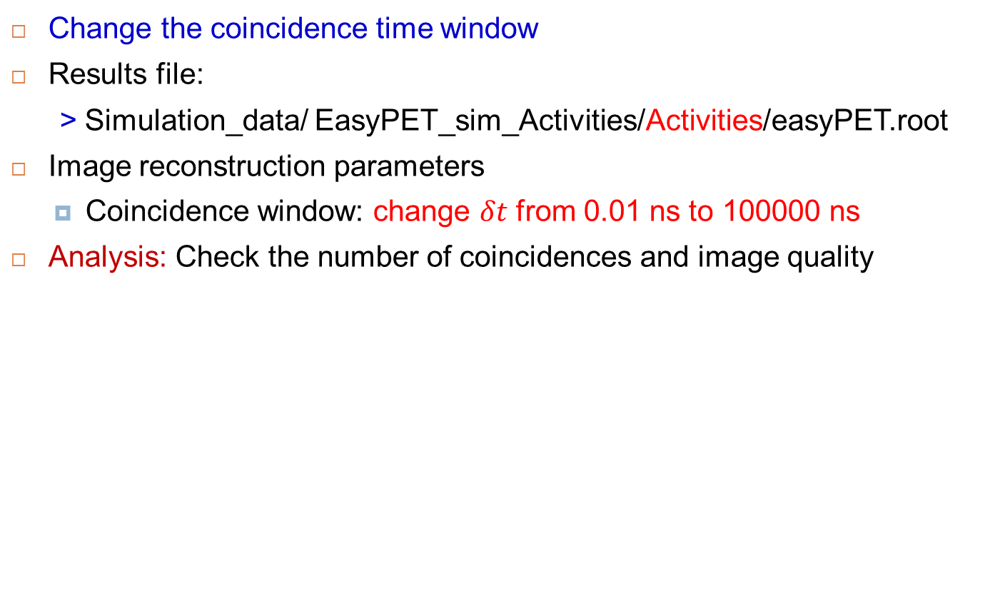 Change the coincidence time window
Results file:
> Simulation_data/ EasyPET_sim_Activities/Activities/easyPET.root
Image reconstruction parameters
Coincidence window: change 𝛿𝑡 from 0.01 ns to 100000 ns
Analysis: Check the number of coincidences and image quality